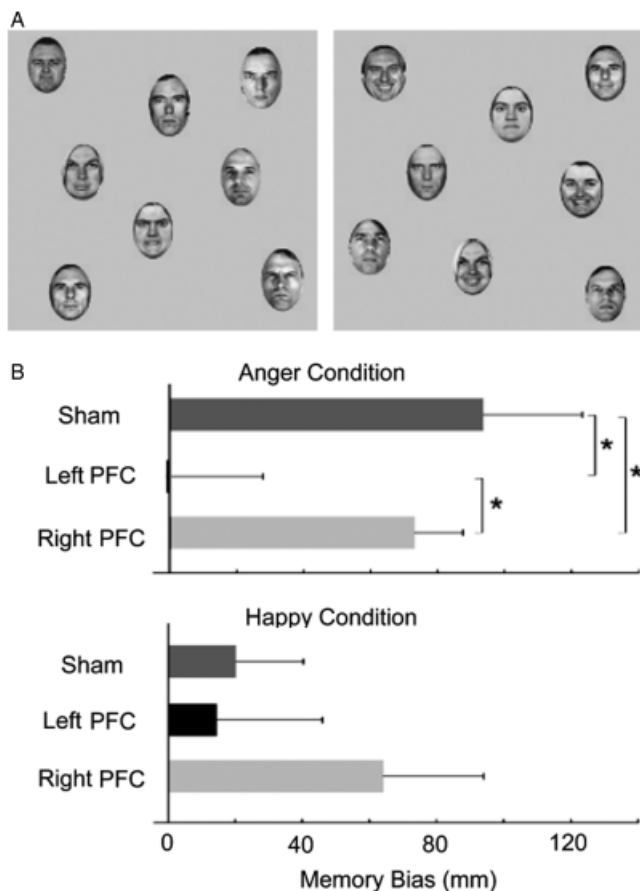 A
B
Anger Condition
Sham
*
*
Left PFC
*
Right PFC
Happy Condition
Sham
Left PFC
Right PFC
0 40 80 120
Memory Bias (mm)